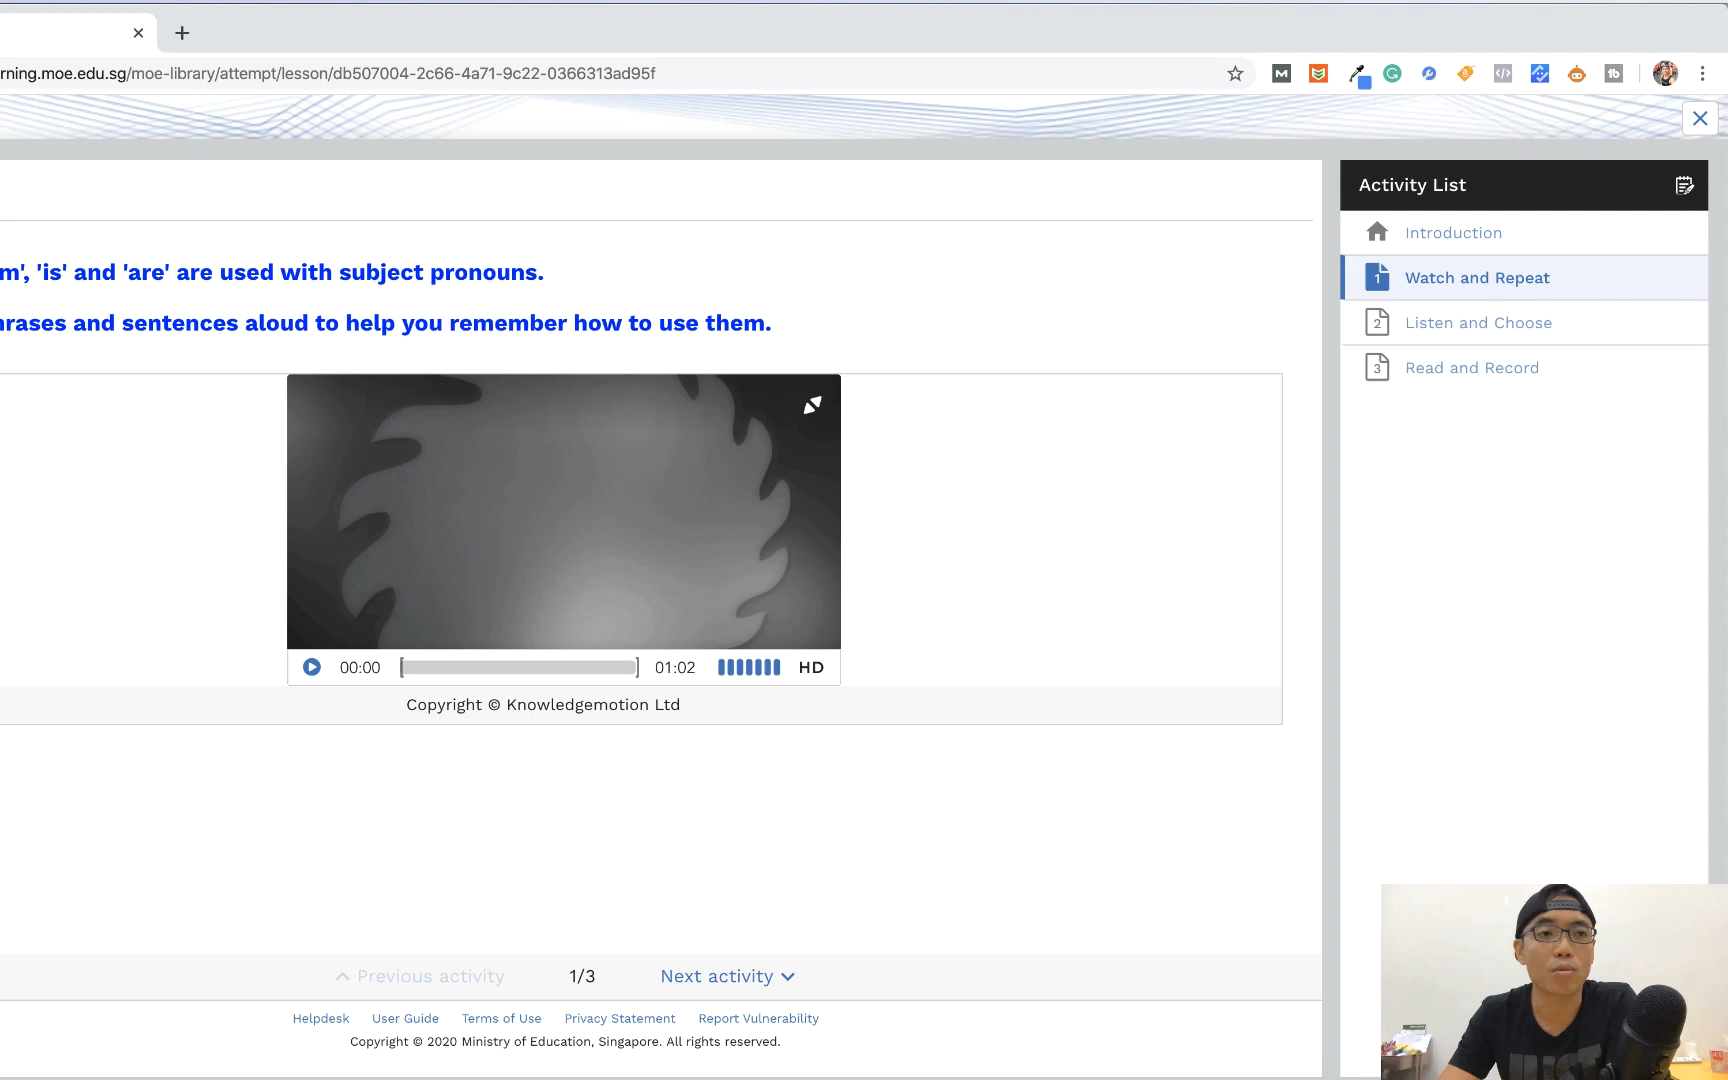 rning.moe.edu.sg/moe-library/attempt/lesson/db507004-2c66-4a71-9c22-0366313ad95f
Activity List
Introduction
1 Watch and Repeat
2 Listen and Choose
3 Read and Record
m', 'is' and 'are' are used with subject pronouns.
rases and sentences aloud to help you remember how to use them.
00:00 01:02 HD
Copyright © Knowledgemotion Ltd
Previous activity 1/3 Next activity
Helpdesk User Guide Terms of Use Privacy Statement Report Vulnerability
Copyright © 2020 Ministry of Education, Singapore. All rights reserved.
JUST